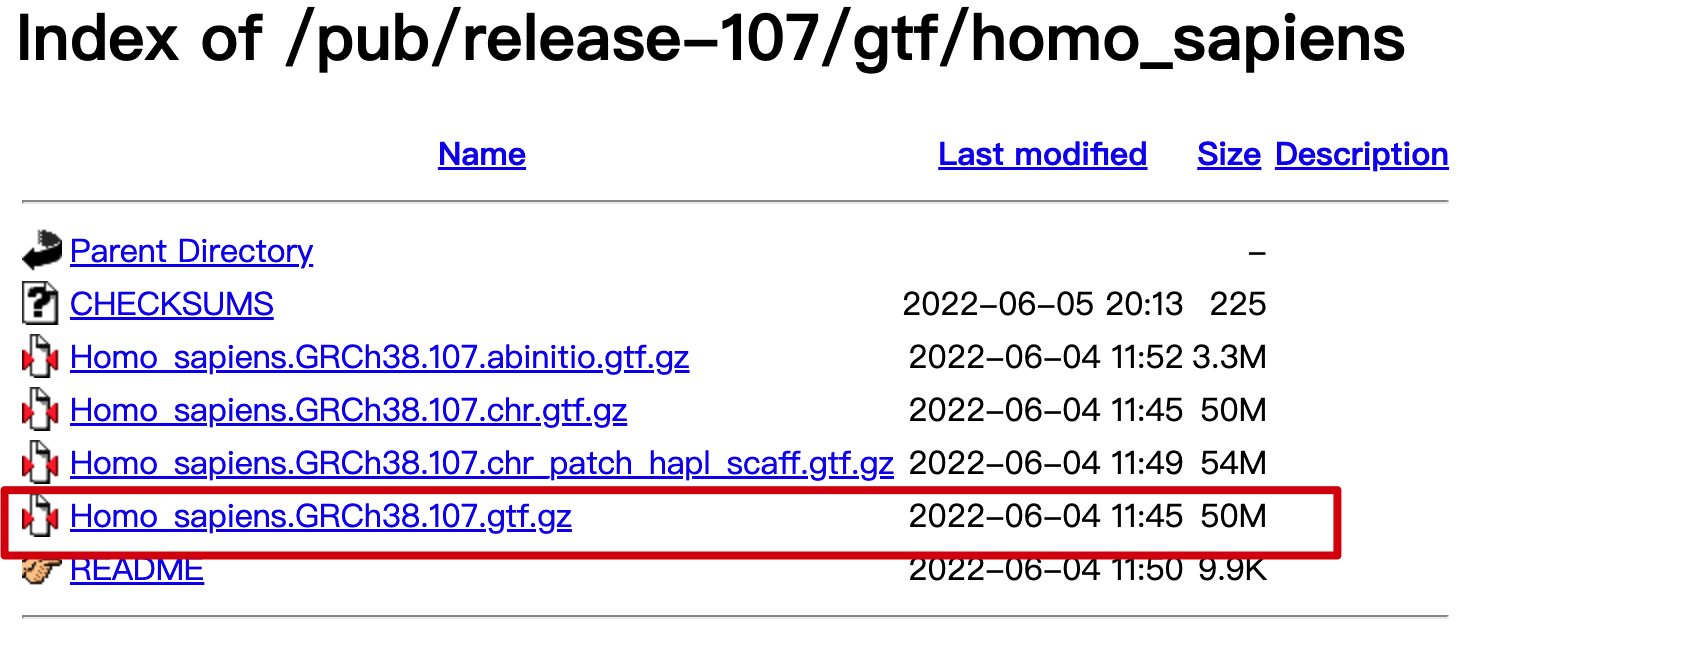 Index of /pub/release-107/gtf/homo_sapiens
Name Last modified Size Description
Parent Directory -
CHECKSUMS 2022-06-05 20:13 225
Homo_sapiens.GRCh38.107.abinitio.gtf.gz 2022-06-04 11:52 3.3M
Homo_sapiens.GRCh38.107.chr.gtf.gz 2022-06-04 11:45 50M
Homo_sapiens.GRCh38.107.chr_patch_hapl_scaff.gtf.gz 2022-06-04 11:49 54M
Homo_sapiens.GRCh38.107.gtf.gz 2022-06-04 11:45 50M
README 2022-06-04 11:50 9.9K